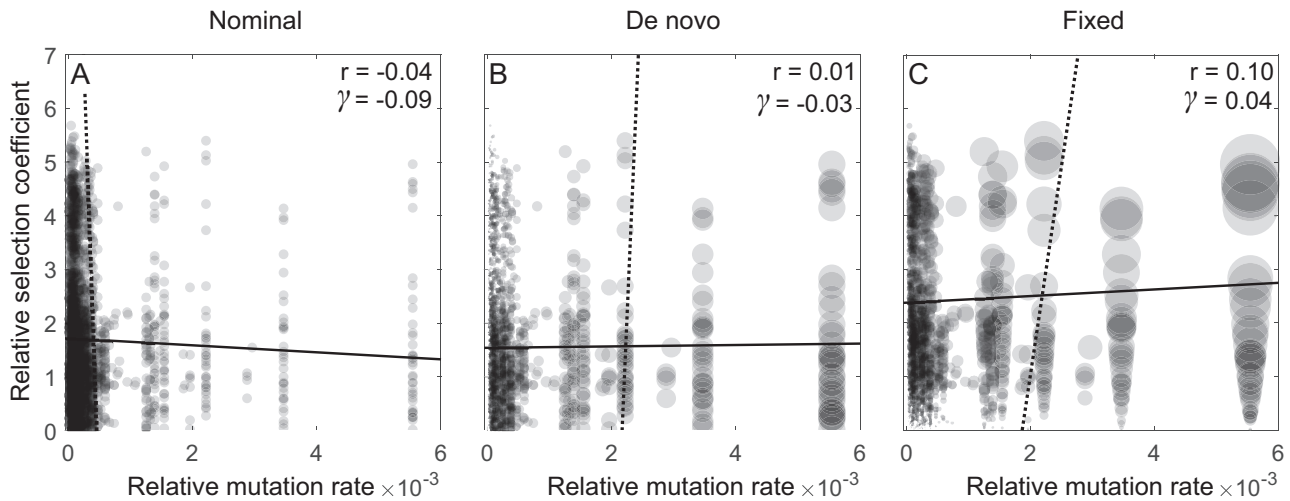 Nominal
De novo
Fixed
A
r = -0.04
γ = -0.09
B
r = 0.01
γ = -0.03
C
r = 0.10
γ = 0.04
Relative selection coefficient
7
6
5
4
3
2
1
0
0 2 4 6
0 2 4 6
0 2 4 6
Relative mutation rate ×10⁻³
Relative mutation rate ×10⁻³
Relative mutation rate ×10⁻³